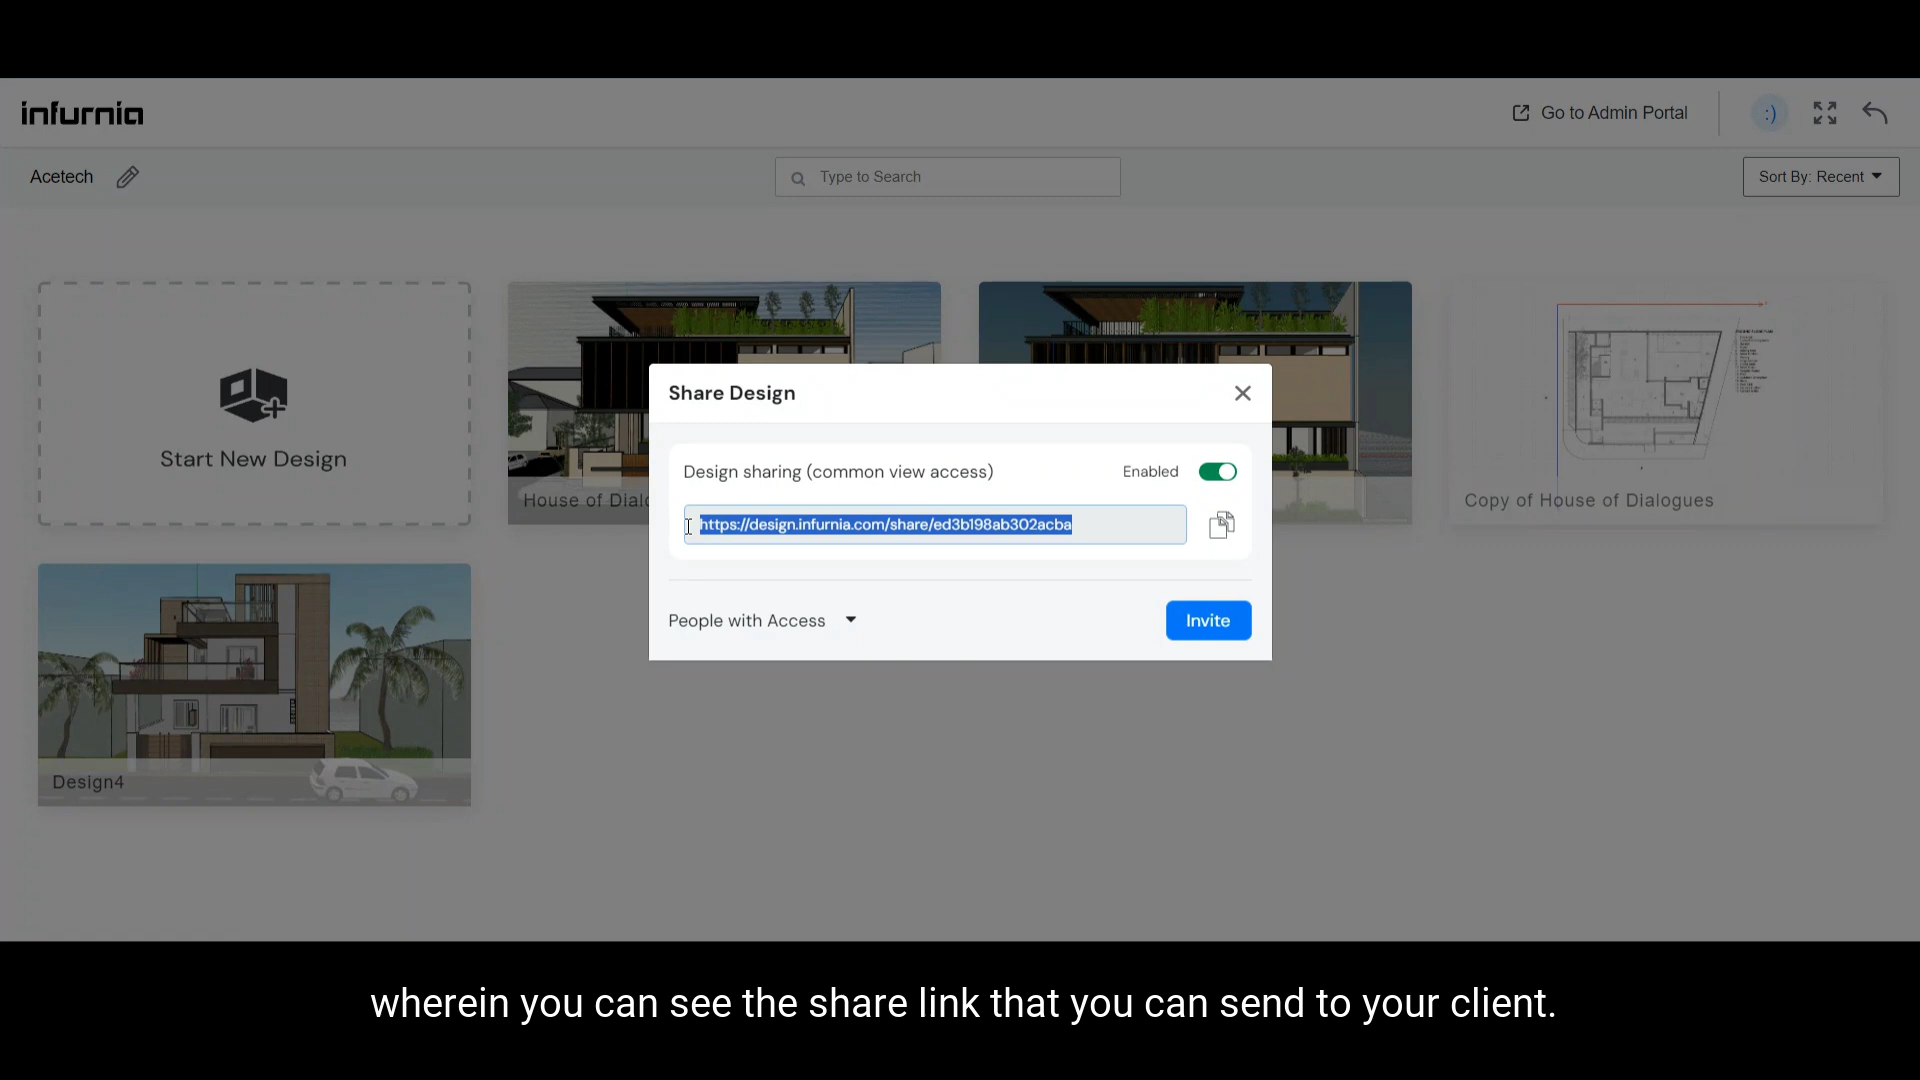 infurnia
Go to Admin Portal
:)
Acetech
Type to Search
Sort By: Recent
Start New Design
House of Dialo
Copy of House of Dialogues
Design4
Share Design
Design sharing (common view access)
Enabled
https://design.infurnia.com/share/ed3b198ab302acba
People with Access
Invite
wherein you can see the share link that you can send to your client.